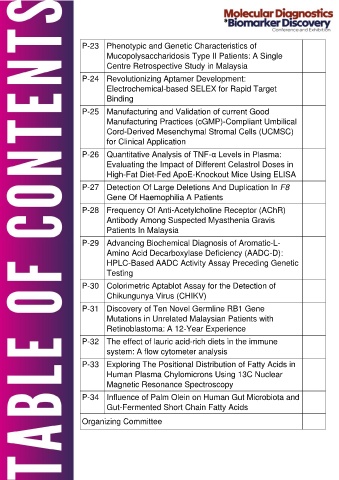 Molecular Diagnostics
*Biomarker Discovery
Conference and Exhibition
TABLE OF CONTENTS
P-23 Phenotypic and Genetic Characteristics of
Mucopolysaccharidosis Type II Patients: A Single
Centre Retrospective Study in Malaysia
P-24 Revolutionizing Aptamer Development:
Electrochemical-based SELEX for Rapid Target
Binding
P-25 Manufacturing and Validation of current Good
Manufacturing Practices (cGMP)-Compliant Umbilical
Cord-Derived Mesenchymal Stromal Cells (UCMSC)
for Clinical Application
P-26 Quantitative Analysis of TNF-α Levels in Plasma:
Evaluating the Impact of Different Celastrol Doses in
High-Fat Diet-Fed ApoE-Knockout Mice Using ELISA
P-27 Detection Of Large Deletions And Duplication In F8
Gene Of Haemophilia A Patients
P-28 Frequency Of Anti-Acetylcholine Receptor (AChR)
Antibody Among Suspected Myasthenia Gravis
Patients In Malaysia
P-29 Advancing Biochemical Diagnosis of Aromatic-L-
Amino Acid Decarboxylase Deficiency (AADC-D):
HPLC-Based AADC Activity Assay Preceding Genetic
Testing
P-30 Colorimetric Aptablot Assay for the Detection of
Chikungunya Virus (CHIKV)
P-31 Discovery of Ten Novel Germline RB1 Gene
Mutations in Unrelated Malaysian Patients with
Retinoblastoma: A 12-Year Experience
P-32 The effect of lauric acid-rich diets in the immune
system: A flow cytometer analysis
P-33 Exploring The Positional Distribution of Fatty Acids in
Human Plasma Chylomicrons Using 13C Nuclear
Magnetic Resonance Spectroscopy
P-34 Influence of Palm Olein on Human Gut Microbiota and
Gut-Fermented Short Chain Fatty Acids
Organizing Committee